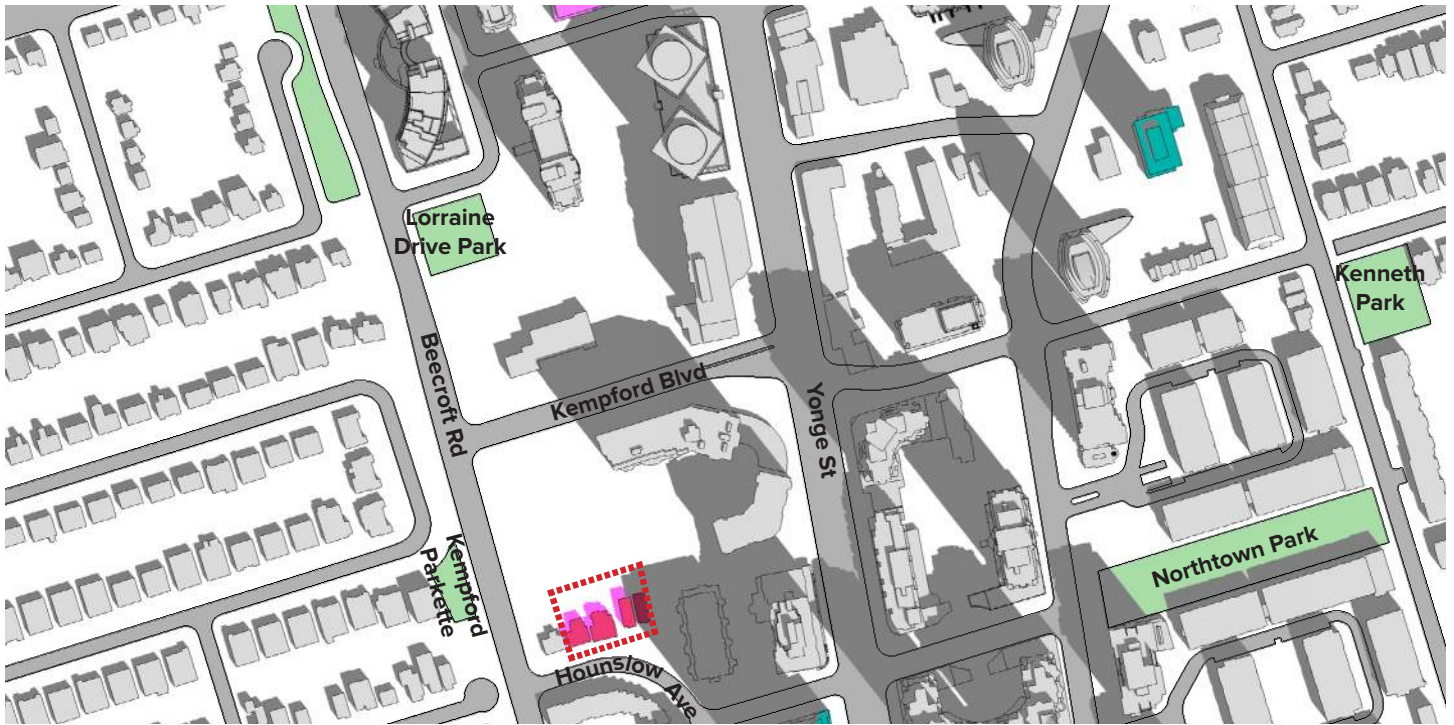 Lorraine
Drive Park
Kenneth
Park
Beecroft Rd
Kempford Blvd
Yonge St
Northtown Park
Kempford
Parkette
Hounslow Ave